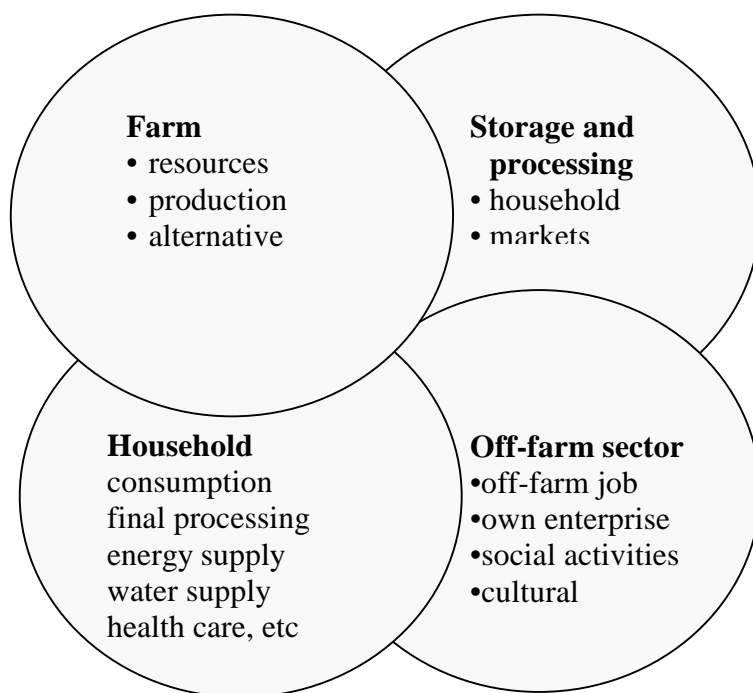 Farm
• resources
• production
• alternative
Storage and
processing
• household
• markets
Household
consumption
final processing
energy supply
water supply
health care, etc
Off-farm sector
•off-farm job
•own enterprise
•social activities
•cultural